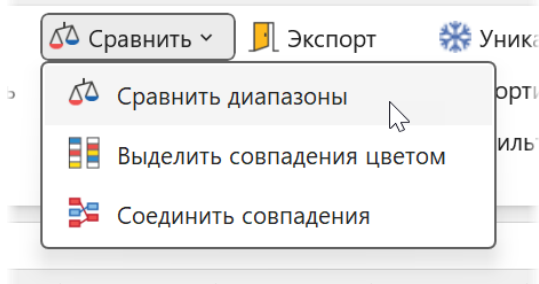 Сравнить Экспорт
Сравнить диапазоны
Выделить совпадения цветом
Соединить совпадения